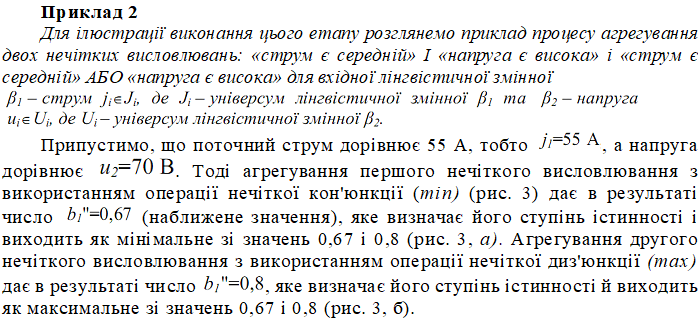 Приклад 2
Для ілюстрації виконання цього етапу розглянемо приклад процесу агрегування
двох нечітких висловлювань: «струм є середній» І «напруга є висока» і «струм є
середній» АБО «напруга є висока» для вхідної лінгвістичної змінної
β₁ – струм jᵢ∈Jᵢ, де Jᵢ – універсум лінгвістичної змінної β₁ та β₂ – напруга
uᵢ∈Uᵢ, де Uᵢ – універсум лінгвістичної змінної β₂.
Припустимо, що поточний струм дорівнює 55 А, тобто j₁=55 А, а напруга
дорівнює u₂=70 В. Тоді агрегування першого нечіткого висловлювання з
використанням операції нечіткої кон'юнкції (min) (рис. 3) дає в результаті
число b₁"=0,67 (наближене значення), яке визначає його ступінь істинності і
виходить як мінімальне зі значень 0,67 і 0,8 (рис. 3, а). Агрегування другого
нечіткого висловлювання з використанням операції нечіткої диз'юнкції (max)
дає в результаті число b₁"=0,8, яке визначає його ступінь істинності й виходить
як максимальне зі значень 0,67 і 0,8 (рис. 3, б).